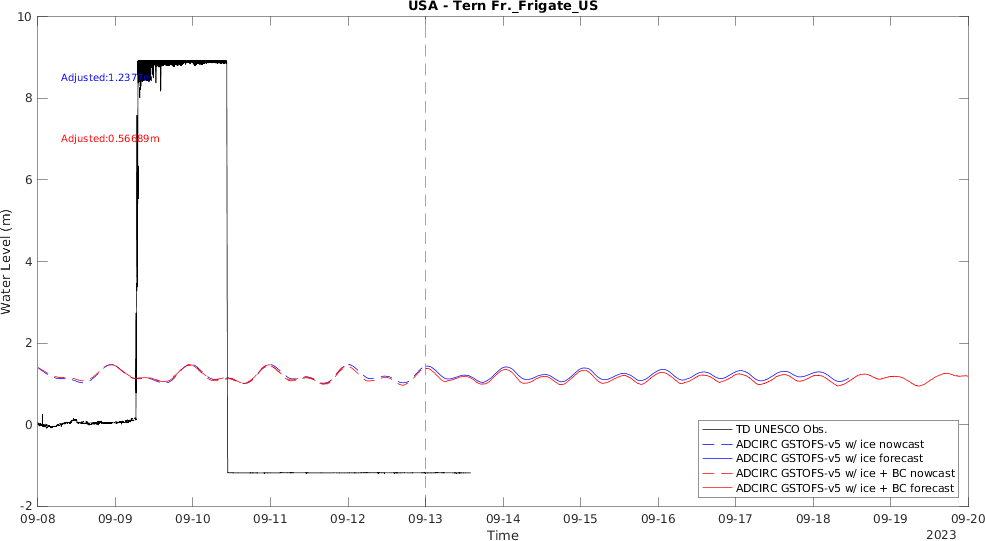 USA - Tern Fr._Frigate_US
10
8
6
4
2
0
-2
Water Level (m)
Adjusted:1.237
Adjusted:0.56689m
TD UNESCO Obs.
ADCIRC GSTOFS-v5 w/ ice nowcast
ADCIRC GSTOFS-v5 w/ ice forecast
ADCIRC GSTOFS-v5 w/ ice + BC nowcast
ADCIRC GSTOFS-v5 w/ ice + BC forecast
09-08 09-09 09-10 09-11 09-12 09-13 09-14 09-15 09-16 09-17 09-18 09-19 09-20
Time
2023